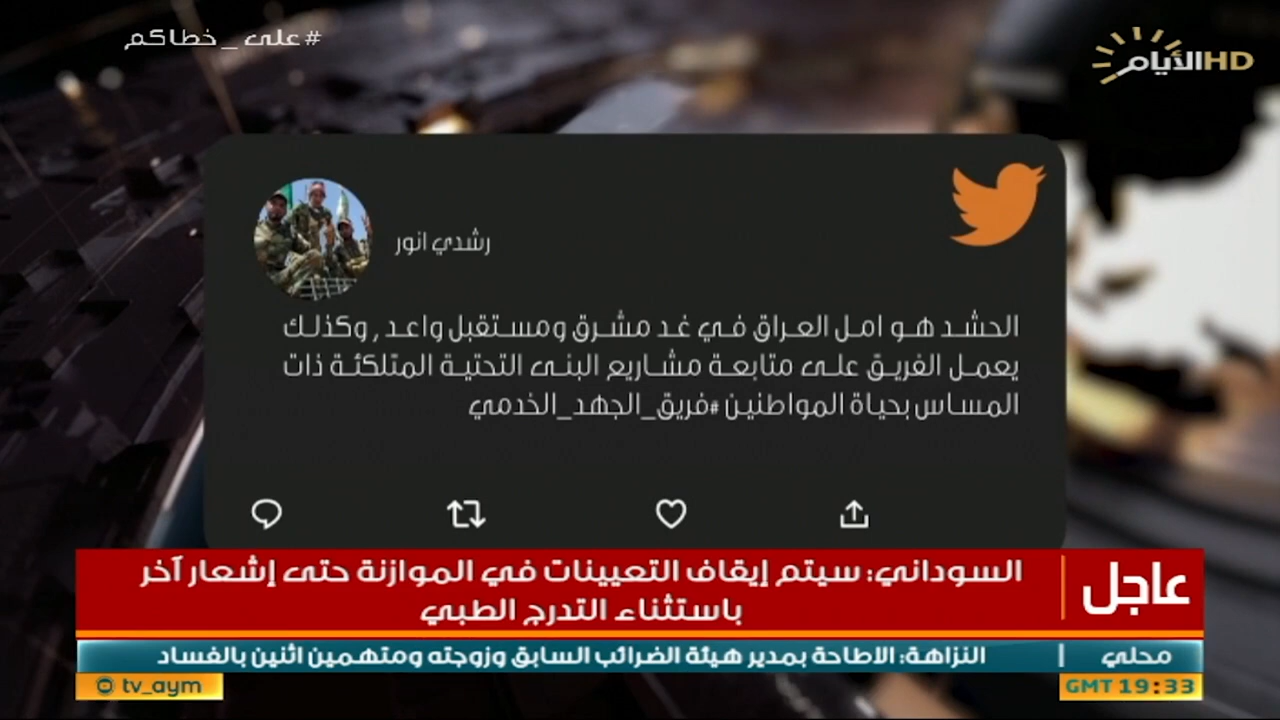 #على_خطاكم
الأيام HD
رشدي انور
الحشد هو امل العراق في غد مشرق ومستقبل واعد , وكذلك
يعمل الفريق على متابعة مشاريع البنى التحتية المتلكئة ذات
المساس بحياة المواطنين #فريق_الجهد_الخدمي
عاجل
السوداني: سيتم إيقاف التعيينات في الموازنة حتى إشعار آخر
باستثناء التدرج الطبي
محلي | النزاهة: الاطاحة بمدير هيئة الضرائب السابق وزوجته ومتهمين اثنين بالفساد
GMT 19:33
tv_aym